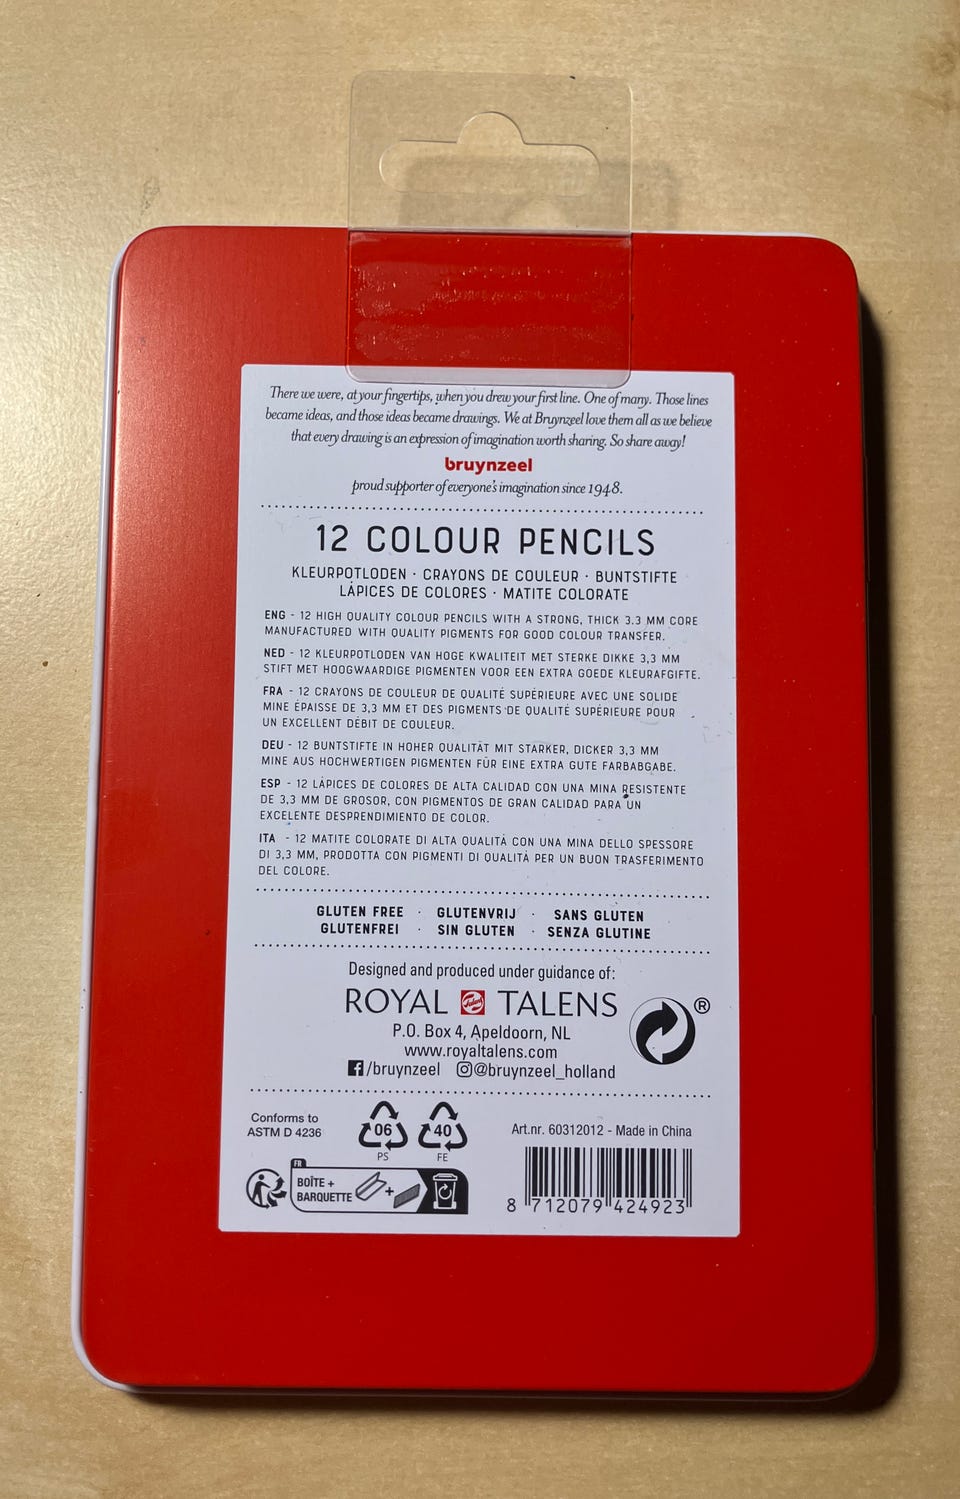 There we were, at your fingertips, when you drew your first line. One of many. Those lines
became ideas, and those ideas became drawings. We at Bruynzeel love them all as we believe
that every drawing is an expression of imagination worth sharing. So share away!
bruynzeel
proud supporter of everyone's imagination since 1948.
12 COLOUR PENCILS
KLEURPOTLODEN · CRAYONS DE COULEUR · BUNTSTIFTE
LÁPICES DE COLORES · MATITE COLORATE
ENG - 12 HIGH QUALITY COLOUR PENCILS WITH A STRONG, THICK 3.3 MM CORE
MANUFACTURED WITH QUALITY PIGMENTS FOR GOOD COLOUR TRANSFER.
NED - 12 KLEURPOTLODEN VAN HOGE KWALITEIT MET STERKE DIKKE 3,3 MM
STIFT MET HOOGWAARDIGE PIGMENTEN VOOR EEN EXTRA GOEDE KLEURAFGIFTE.
FRA - 12 CRAYONS DE COULEUR DE QUALITÉ SUPÉRIEURE AVEC UNE SOLIDE
MINE ÉPAISSE DE 3,3 MM ET DES PIGMENTS DE QUALITÉ SUPÉRIEURE POUR
UN EXCELLENT DÉBIT DE COULEUR.
DEU - 12 BUNTSTIFTE IN HOHER QUALITÄT MIT STARKER, DICKER 3,3 MM
MINE AUS HOCHWERTIGEN PIGMENTEN FÜR EINE EXTRA GUTE FARBABGABE.
ESP - 12 LÁPICES DE COLORES DE ALTA CALIDAD CON UNA MINA RESISTENTE
DE 3,3 MM DE GROSOR, CON PIGMENTOS DE GRAN CALIDAD PARA UN
EXCELENTE DESPRENDIMIENTO DE COLOR.
ITA - 12 MATITE COLORATE DI ALTA QUALITÀ CON UNA MINA DELLO SPESSORE
DI 3,3 MM, PRODOTTA CON PIGMENTI DI QUALITÀ PER UN BUON TRASFERIMENTO
DEL COLORE.
GLUTEN FREE · GLUTENVRIJ · SANS GLUTEN
GLUTENFREI · SIN GLUTEN · SENZA GLUTINE
Designed and produced under guidance of:
ROYAL TALENS
®
P.O. Box 4, Apeldoorn, NL
www.royaltalens.com
/bruynzeel @bruynzeel_holland
Conforms to
ASTM D 4236
06
PS
40
FE
Art.nr. 60312012 - Made in China
FR
BOÎTE +
BARQUETTE
+
8 712079 424923